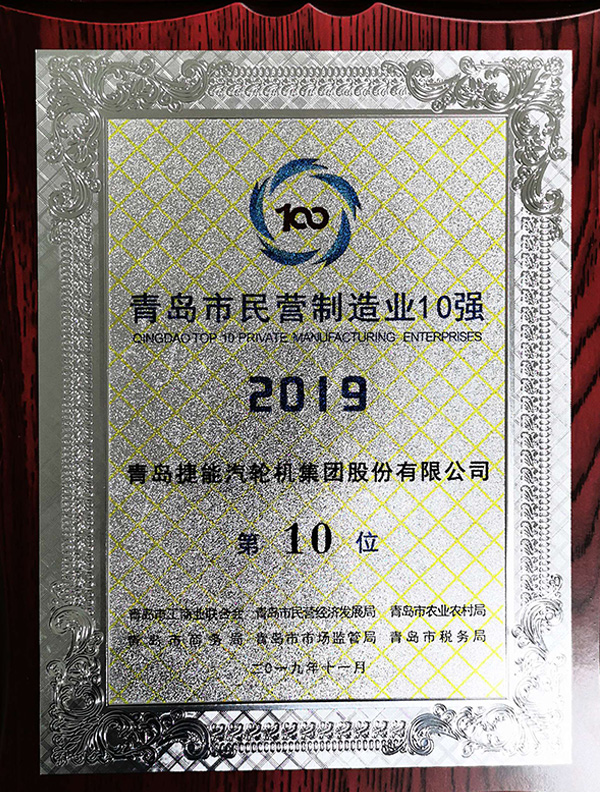 100
青岛市民营制造业10强
QINGDAO TOP 10 PRIVATE MANUFACTURING ENTERPRISES
2019
青岛捷能汽轮机集团股份有限公司
第 10 位
青岛市工商业联合会 青岛市民营经济发展局 青岛市农业农村局
青岛市商务局 青岛市市场监管局 青岛市税务局
二〇一九年十一月